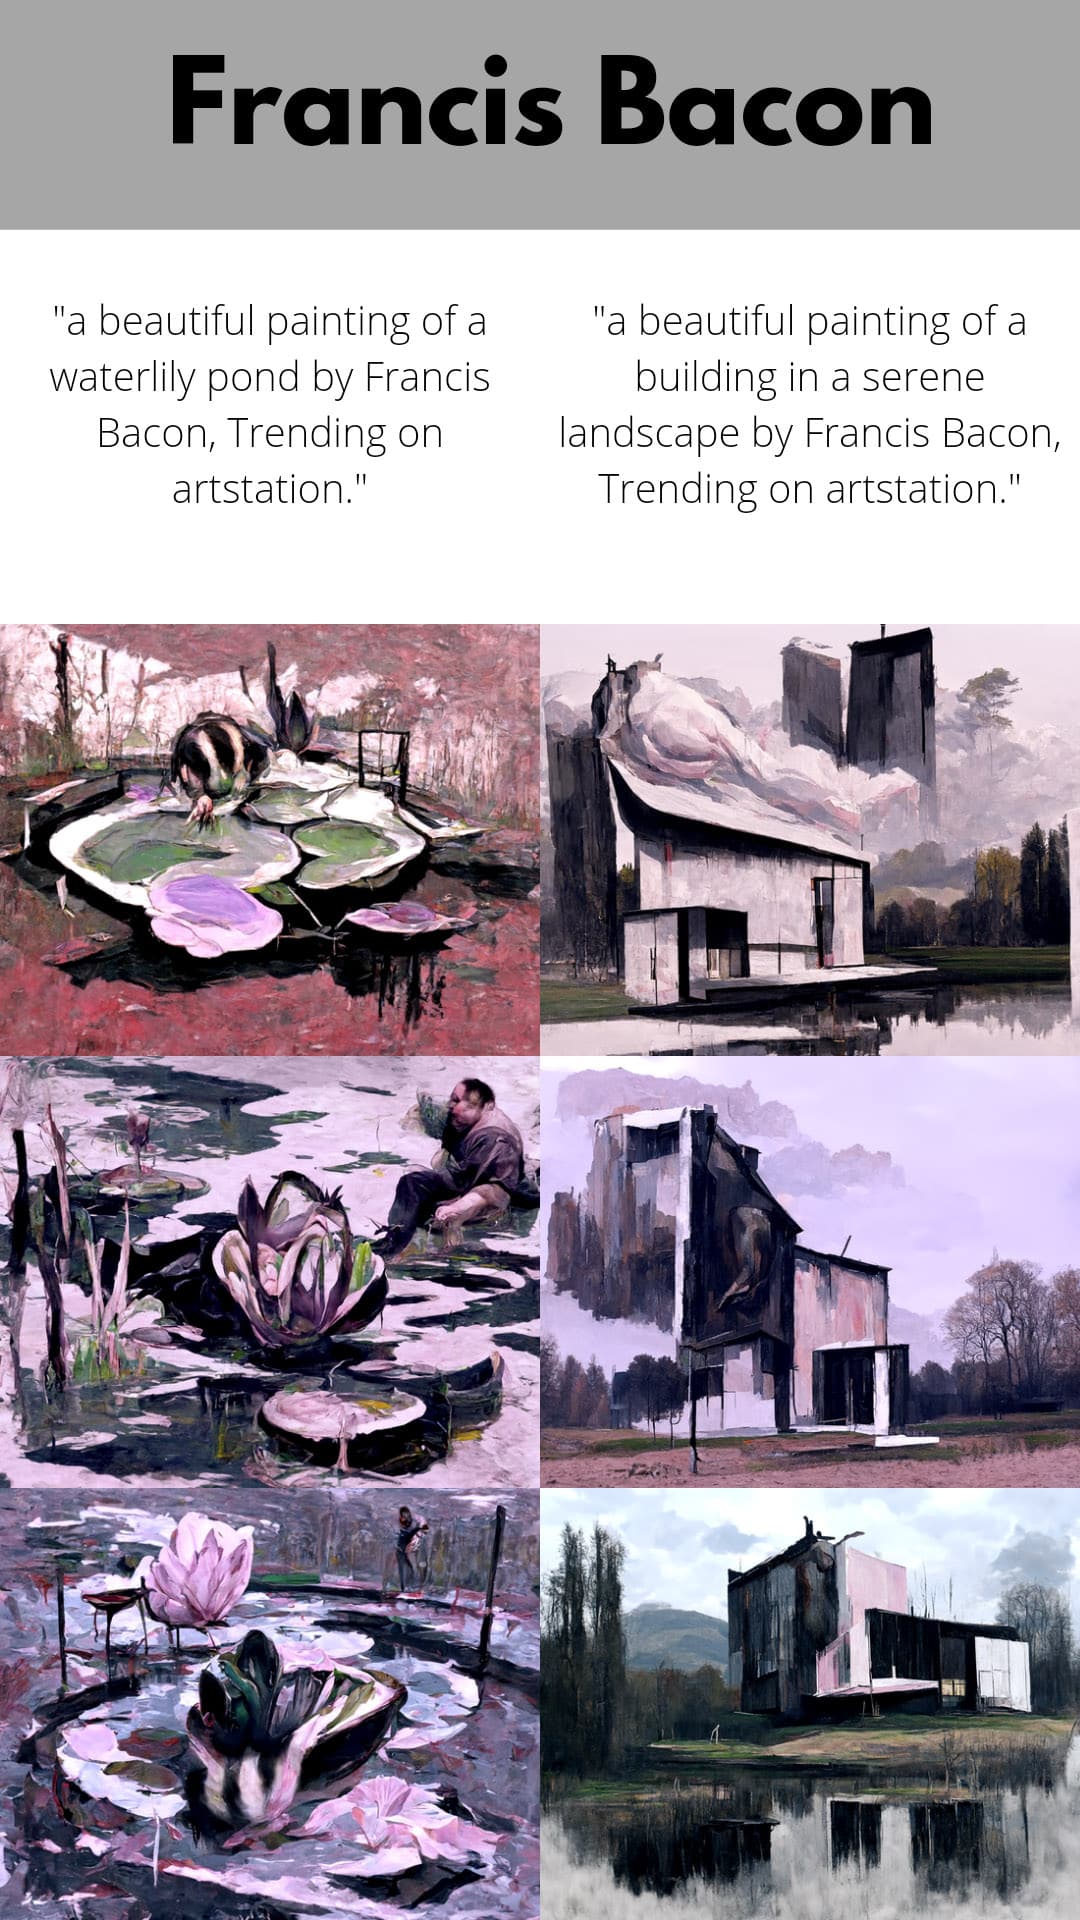 Francis Bacon
"a beautiful painting of a
waterlily pond by Francis
Bacon, Trending on
artstation."
"a beautiful painting of a
building in a serene
landscape by Francis Bacon,
Trending on artstation."